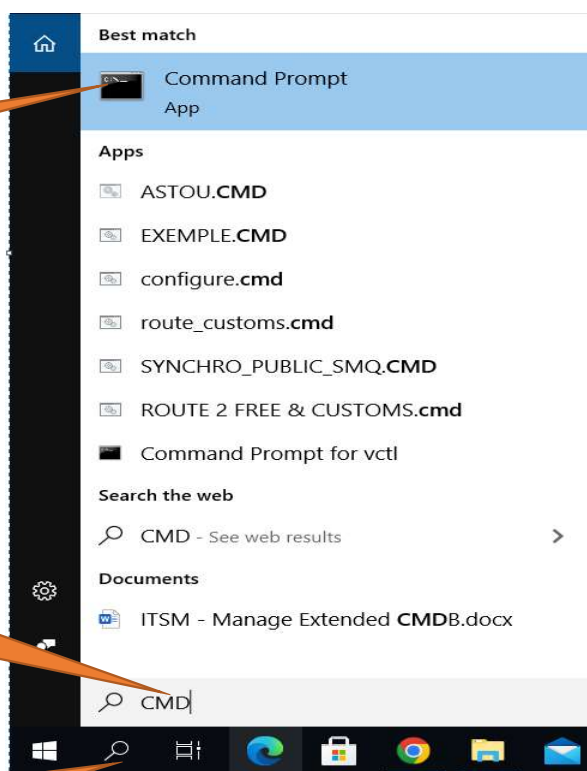 Best match
Command Prompt
App
Apps
ASTOU.CMD
EXEMPLE.CMD
configure.cmd
route_customs.cmd
SYNCHRO_PUBLIC_SMQ.CMD
ROUTE 2 FREE & CUSTOMS.cmd
Command Prompt for vctl
Search the web
CMD - See web results
Documents
ITSM - Manage Extended CMDB.docx
CMD